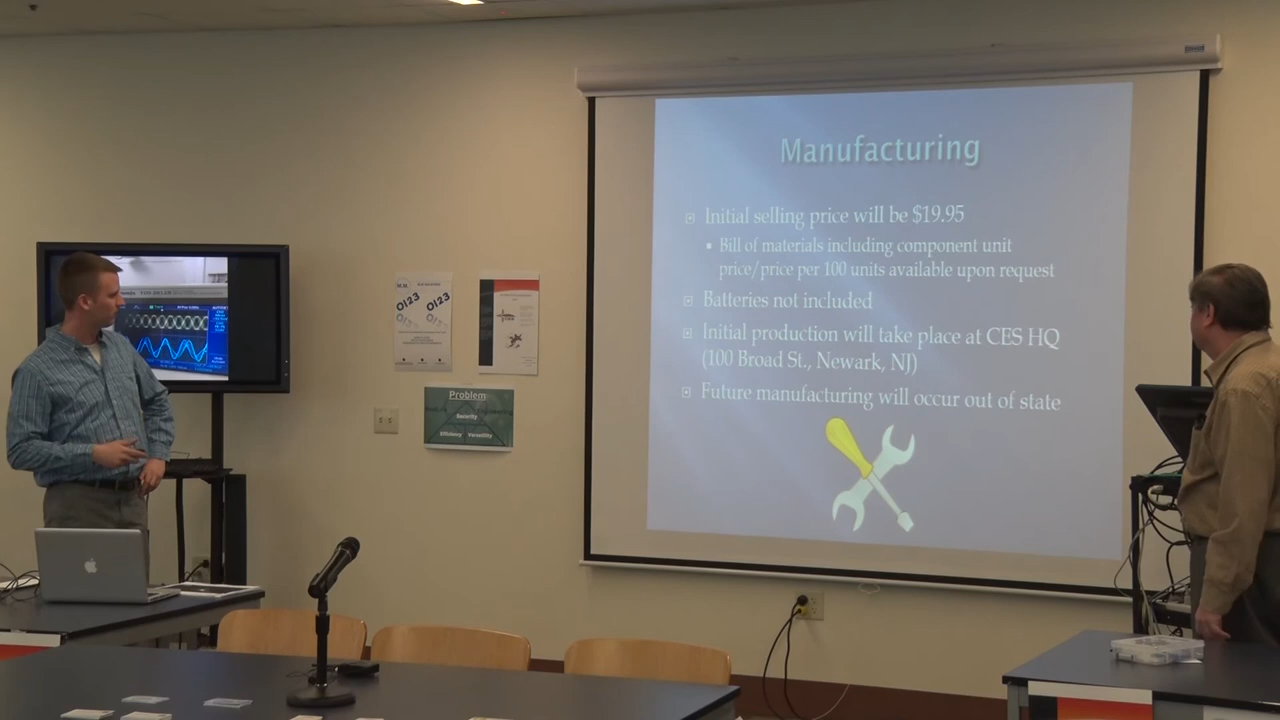 Manufacturing
Initial selling price will be $19.95
Bill of materials including component unit
price/price per 100 units available upon request
Batteries not included
Initial production will take place at CES HQ
(100 Broad St., Newark, NJ)
Future manufacturing will occur out of state
0123
0123
Problem
Security
Efficiency
Versatility